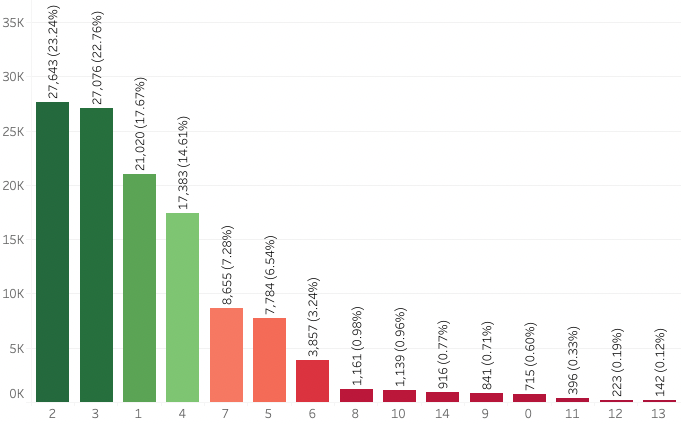 35K
30K
25K
20K
15K
10K
5K
0K
27,643 (23.24%)
27,076 (22.76%)
21,020 (17.67%)
17,383 (14.61%)
8,655 (7.28%)
7,784 (6.54%)
3,857 (3.24%)
1,161 (0.98%)
1,139 (0.96%)
916 (0.77%)
841 (0.71%)
715 (0.60%)
396 (0.33%)
223 (0.19%)
142 (0.12%)
2 3 1 4 7 5 6 8 10 14 9 0 11 12 13